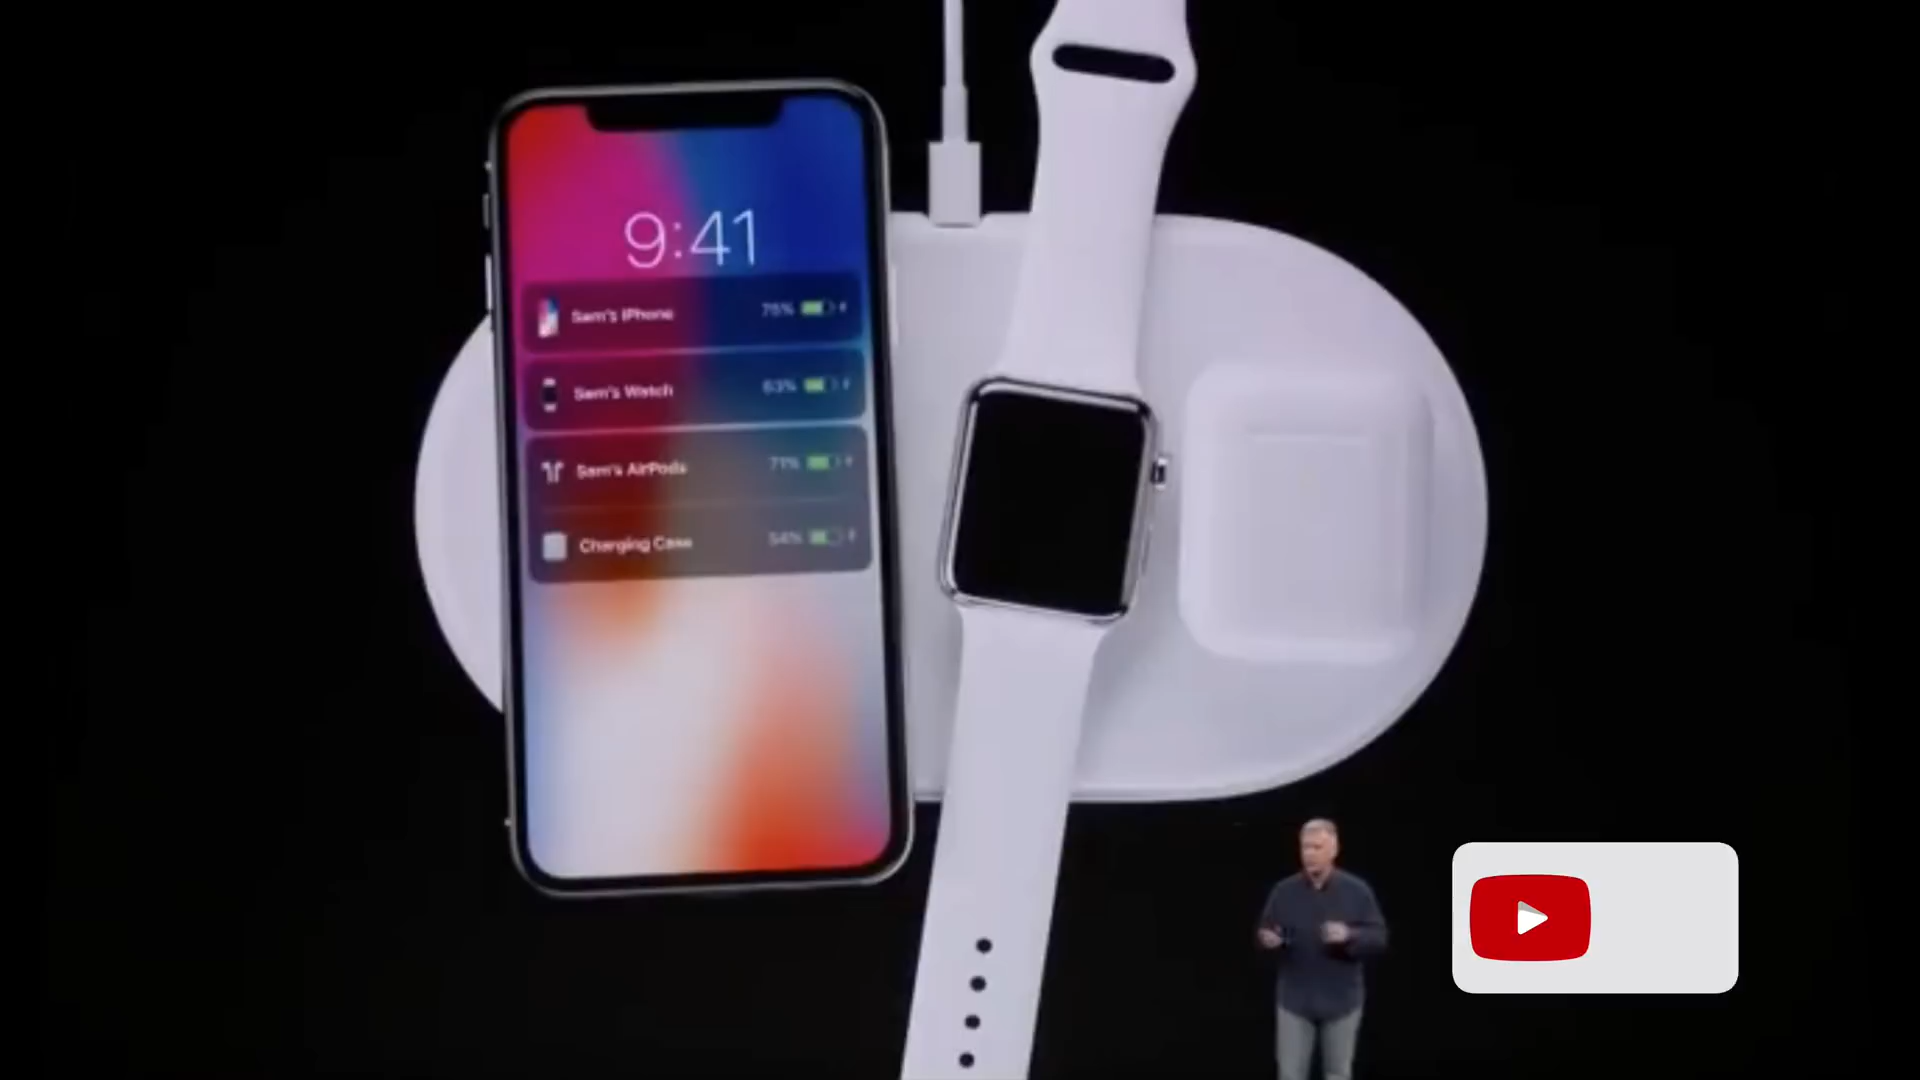 9:41
Sam's iPhone 75%
Sam's Watch 63%
Sam's AirPods 71%
Charging Case 54%